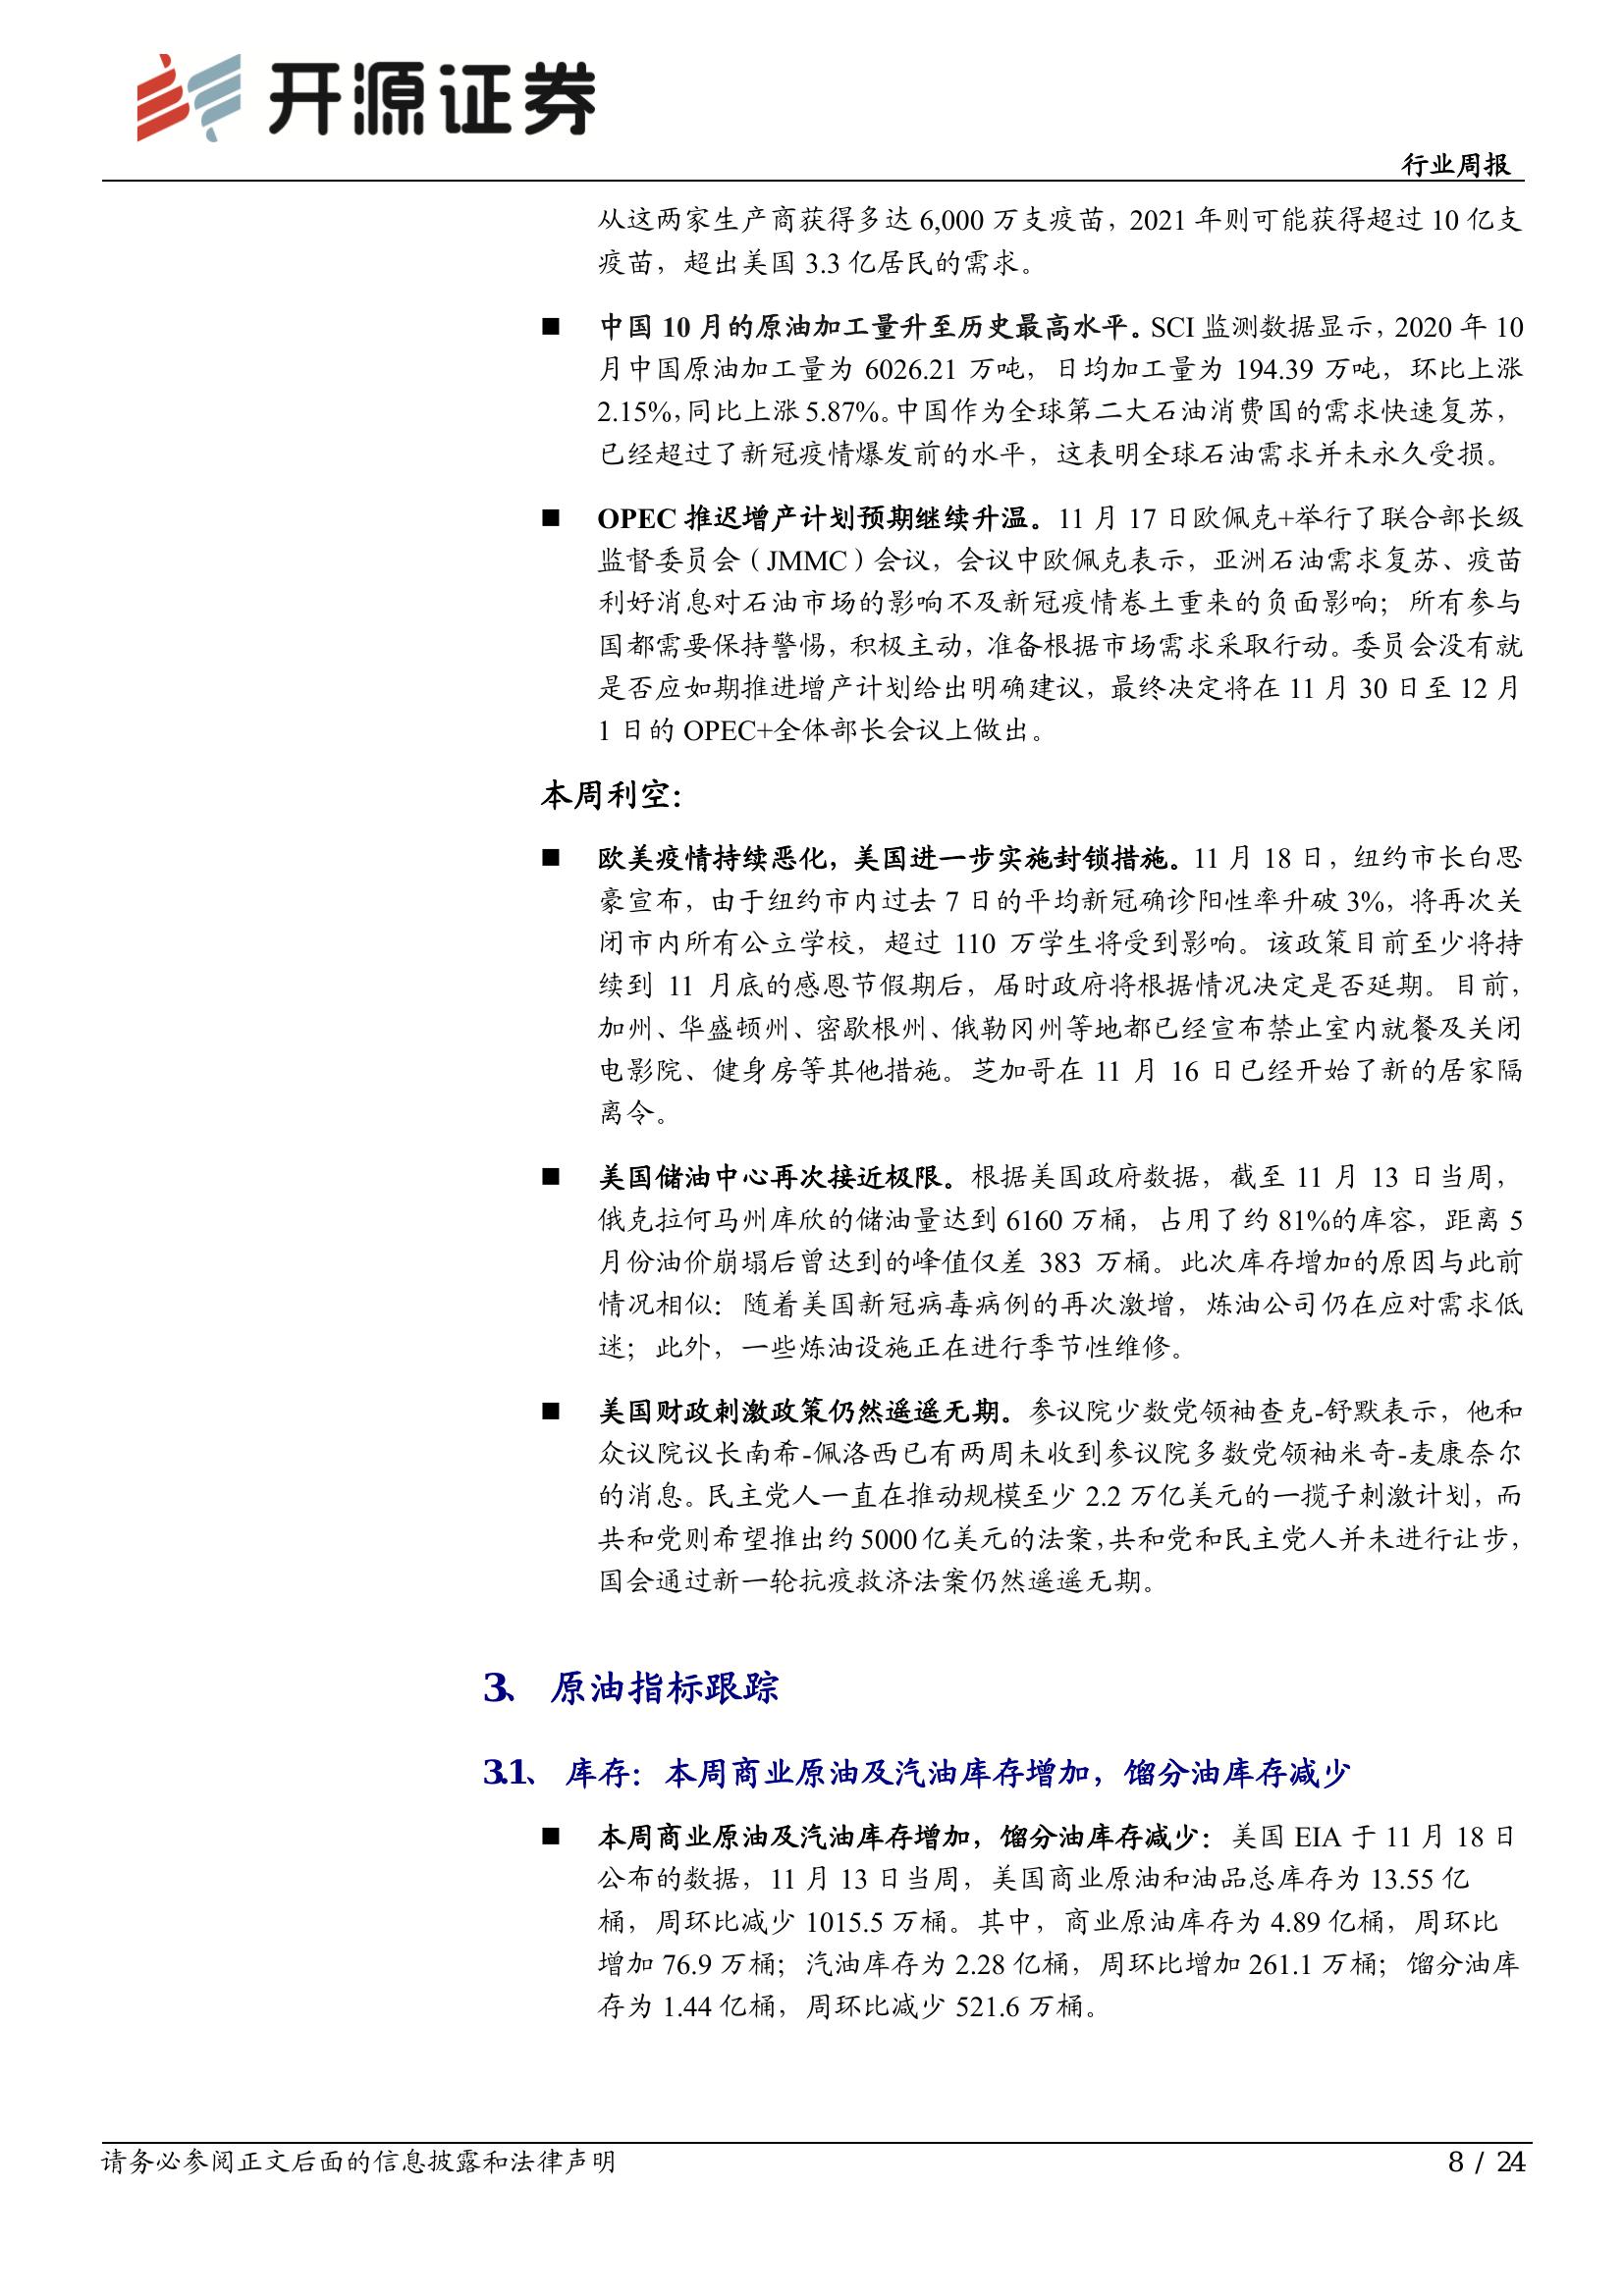 开源证券
行业周报
从这两家生产商获得多达 6,000 万支疫苗，2021 年则可能获得超过 10 亿支
疫苗，超出美国 3.3 亿居民的需求。
■ 中国 10 月的原油加工量升至历史最高水平。SCI 监测数据显示，2020 年 10
月中国原油加工量为 6026.21 万吨，日均加工量为 194.39 万吨，环比上涨
2.15%，同比上涨 5.87%。中国作为全球第二大石油消费国的需求快速复苏，
已经超过了新冠疫情爆发前的水平，这表明全球石油需求并未永久受损。
■ OPEC 推迟增产计划预期继续升温。11 月 17 日欧佩克+举行了联合部长级
监督委员会（JMMC）会议，会议中欧佩克表示，亚洲石油需求复苏、疫苗
利好消息对石油市场的影响不及新冠疫情卷土重来的负面影响；所有参与
国都需要保持警惕，积极主动，准备根据市场需求采取行动。委员会没有就
是否应如期推进增产计划给出明确建议，最终决定将在 11 月 30 日至 12 月
1 日的 OPEC+全体部长会议上做出。
本周利空：
■ 欧美疫情持续恶化，美国进一步实施封锁措施。11 月 18 日，纽约市长白思
豪宣布，由于纽约市内过去 7 日的平均新冠确诊阳性率升破 3%，将再次关
闭市内所有公立学校，超过 110 万学生将受到影响。该政策目前至少将持
续到 11 月底的感恩节假期后，届时政府将根据情况决定是否延期。目前，
加州、华盛顿州、密歇根州、俄勒冈州等地都已经宣布禁止室内就餐及关闭
电影院、健身房等其他措施。芝加哥在 11 月 16 日已经开始了新的居家隔
离令。
■ 美国储油中心再次接近极限。根据美国政府数据，截至 11 月 13 日当周，
俄克拉何马州库欣的储油量达到 6160 万桶，占用了约 81%的库容，距离 5
月份油价崩塌后曾达到的峰值仅差 383 万桶。此次库存增加的原因与此前
情况相似：随着美国新冠病毒病例的再次激增，炼油公司仍在应对需求低
迷；此外，一些炼油设施正在进行季节性维修。
■ 美国财政刺激政策仍然遥遥无期。参议院少数党领袖查克-舒默表示，他和
众议院议长南希-佩洛西已有两周未收到参议院多数党领袖米奇-麦康奈尔
的消息。民主党人一直在推动规模至少 2.2 万亿美元的一揽子刺激计划，而
共和党则希望推出约 5000 亿美元的法案，共和党和民主党人并未进行让步，
国会通过新一轮抗疫救济法案仍然遥遥无期。
3、 原油指标跟踪
3.1、 库存：本周商业原油及汽油库存增加，馏分油库存减少
■ 本周商业原油及汽油库存增加，馏分油库存减少：美国 EIA 于 11 月 18 日
公布的数据，11 月 13 日当周，美国商业原油和油品总库存为 13.55 亿
桶，周环比减少 1015.5 万桶。其中，商业原油库存为 4.89 亿桶，周环比
增加 76.9 万桶；汽油库存为 2.28 亿桶，周环比增加 261.1 万桶；馏分油库
存为 1.44 亿桶，周环比减少 521.6 万桶。
请务必参阅正文后面的信息披露和法律声明
8 / 24